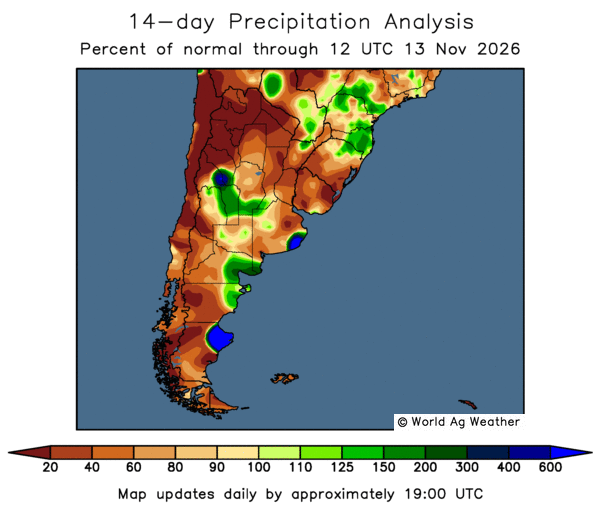 14-day Precipitation Analysis
Percent of normal through 12 UTC 13 Nov 2026
© World Ag Weather
20 40 60 80 90 100 110 125 150 200 300 400 600
Map updates daily by approximately 19:00 UTC